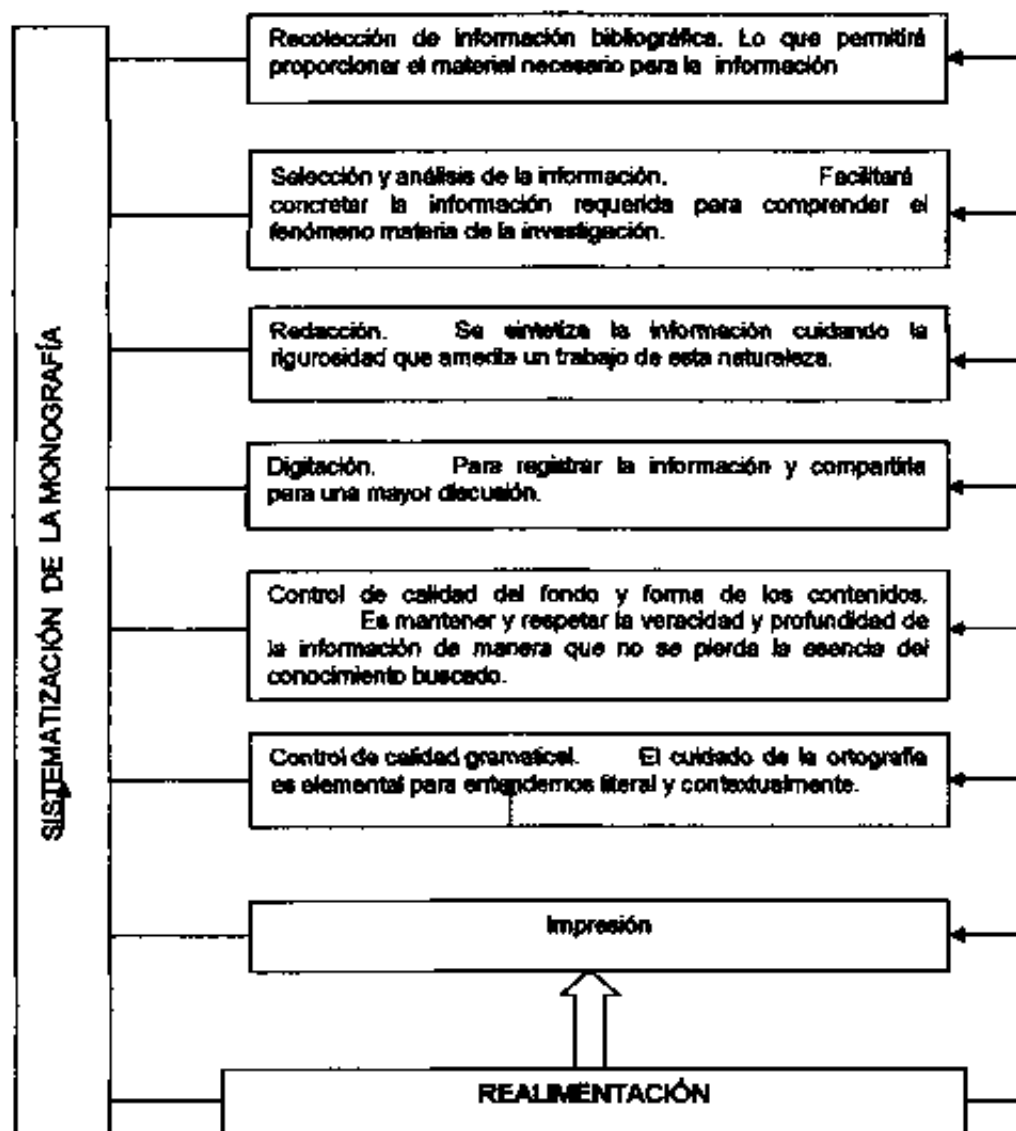 SISTEMATIZACIÓN DE LA MONOGRAFÍA
Recolección de información bibliográfica. Lo que permitirá
proporcionar el material necesario para la información
Selección y análisis de la información. Facilitará
concretar la información requerida para comprender el
fenómeno materia de la investigación.
Redacción. Se sintetiza la información cuidando la
rigurosidad que amerita un trabajo de esta naturaleza.
Digitación. Para registrar la información y compartirla
para una mayor discusión.
Control de calidad del fondo y forma de los contenidos.
Es mantener y respetar la veracidad y profundidad de
la información de manera que no se pierda la esencia del
conocimiento buscado.
Control de calidad gramatical. El cuidado de la ortografía
es elemental para entendernos literal y contextualmente.
Impresión
REALIMENTACIÓN